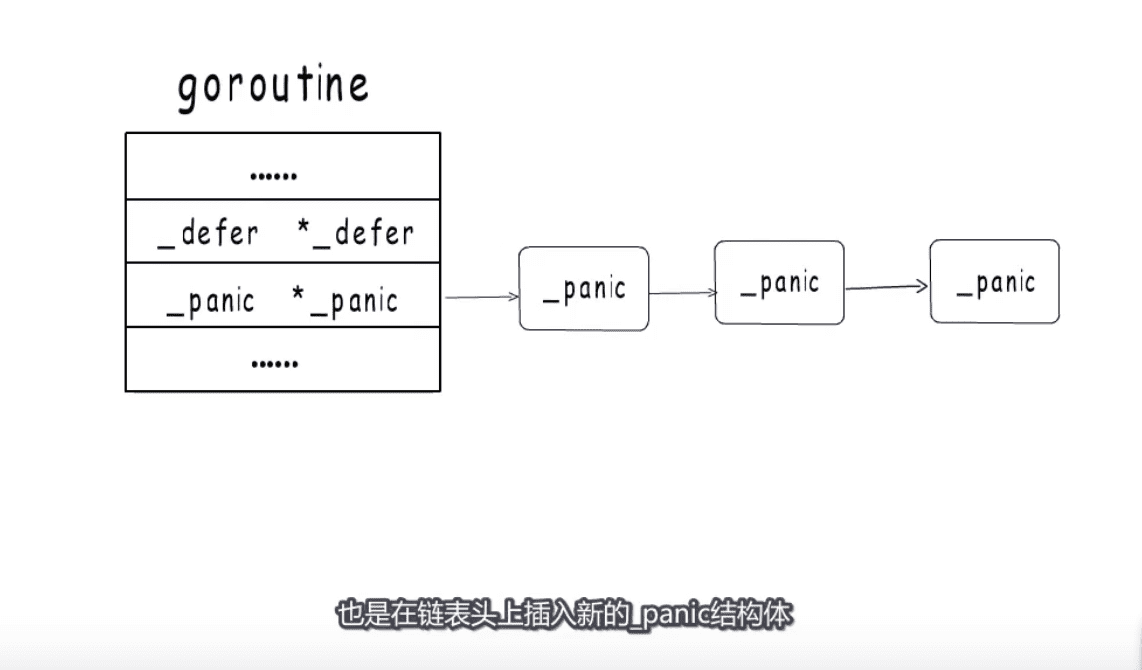 goroutine
......
_defer *_defer
_panic *_panic
......
_panic
_panic
_panic
也是在链表头上插入新的_panic结构体